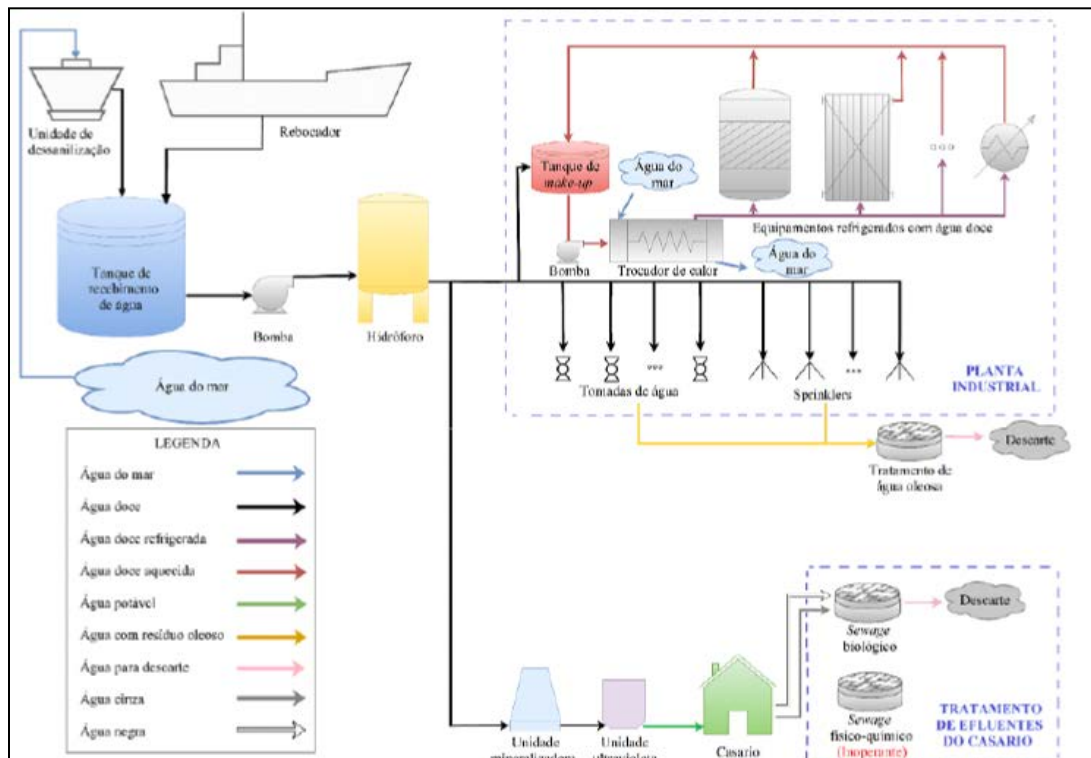 Unidade de
dessanilização
Rebocador
Tanque de
recebimento
de água
Bomba
Hidróforo
Água do mar
Tanque de
make-up
Água do
mar
Bomba
Trocador de calor
Água do
mar
Equipamentos refrigerados com água doce
Tomadas de água
Sprinklers
PLANTA
INDUSTRIAL
Tratamento de
água oleosa
Descarte
LEGENDA
Água do mar
Água doce
Água doce refrigerada
Água doce aquecida
Água potável
Água com resíduo oleoso
Água para descarte
Água cinza
Água negra
Unidade
mineralizadora
Unidade
ultravioleta
Casario
Sewage
biológico
Descarte
Sewage
físico-químico
(Inoperante)
TRATAMENTO
DE EFLUENTES
DO CASARIO